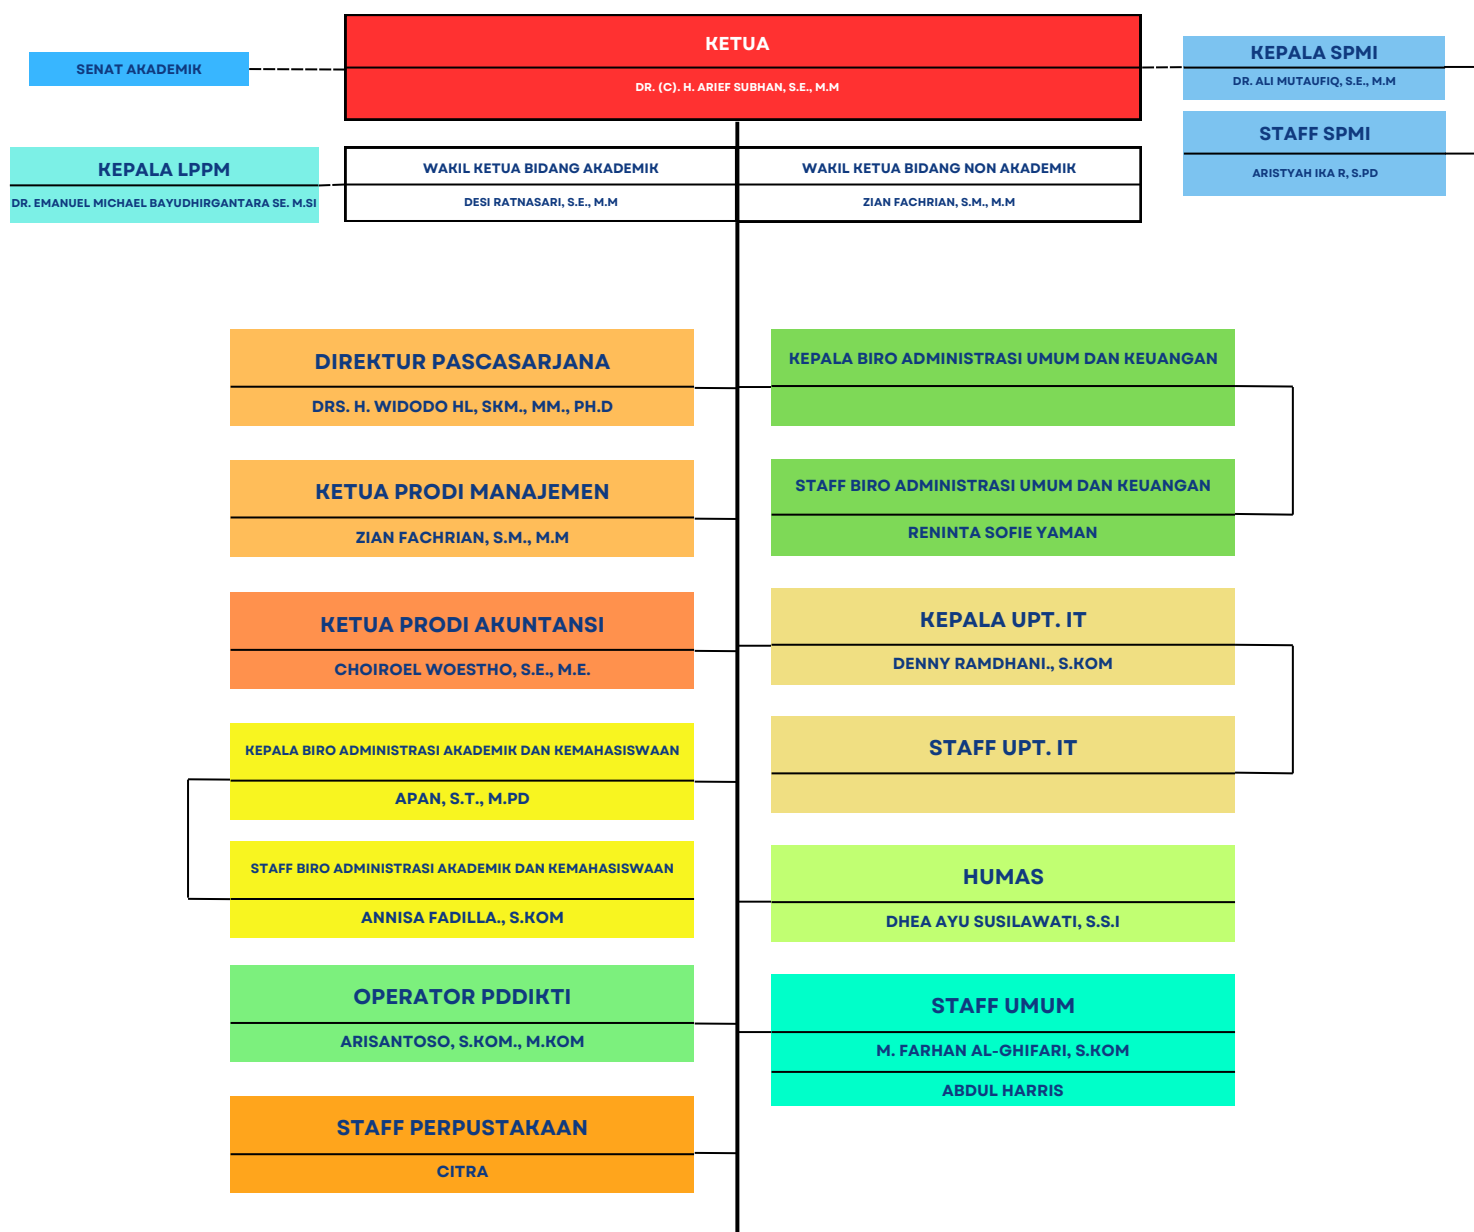 KETUA
DR. (C). H. ARIEF SUBHAN, S.E., M.M
SENAT AKADEMIK
KEPALA SPMI
DR. ALI MUTAUFIQ, S.E., M.M
STAFF SPMI
ARISTYAH IKA R, S.PD
KEPALA LPPM
DR. EMANUEL MICHAEL BAYUDHIRGANTARA SE. M.SI
WAKIL KETUA BIDANG AKADEMIK
DESI RATNASARI, S.E., M.M
WAKIL KETUA BIDANG NON AKADEMIK
ZIAN FACHRIAN, S.M., M.M
DIREKTUR PASCASARJANA
DRS. H. WIDODO HL, SKM., MM., PH.D
KETUA PRODI MANAJEMEN
ZIAN FACHRIAN, S.M., M.M
KETUA PRODI AKUNTANSI
CHOIROEL WOESTHO, S.E., M.E.
KEPALA BIRO ADMINISTRASI AKADEMIK DAN KEMAHASISWAAN
APAN, S.T., M.PD
STAFF BIRO ADMINISTRASI AKADEMIK DAN KEMAHASISWAAN
ANNISA FADILLA., S.KOM
OPERATOR PDDIKTI
ARISANTOSO, S.KOM., M.KOM
STAFF PERPUSTAKAAN
CITRA
KEPALA BIRO ADMINISTRASI UMUM DAN KEUANGAN
STAFF BIRO ADMINISTRASI UMUM DAN KEUANGAN
RENINTA SOFIE YAMAN
KEPALA UPT. IT
DENNY RAMDHANI., S.KOM
STAFF UPT. IT
HUMAS
DHEA AYU SUSILAWATI, S.S.I
STAFF UMUM
M. FARHAN AL-GHIFARI, S.KOM
ABDUL HARRIS